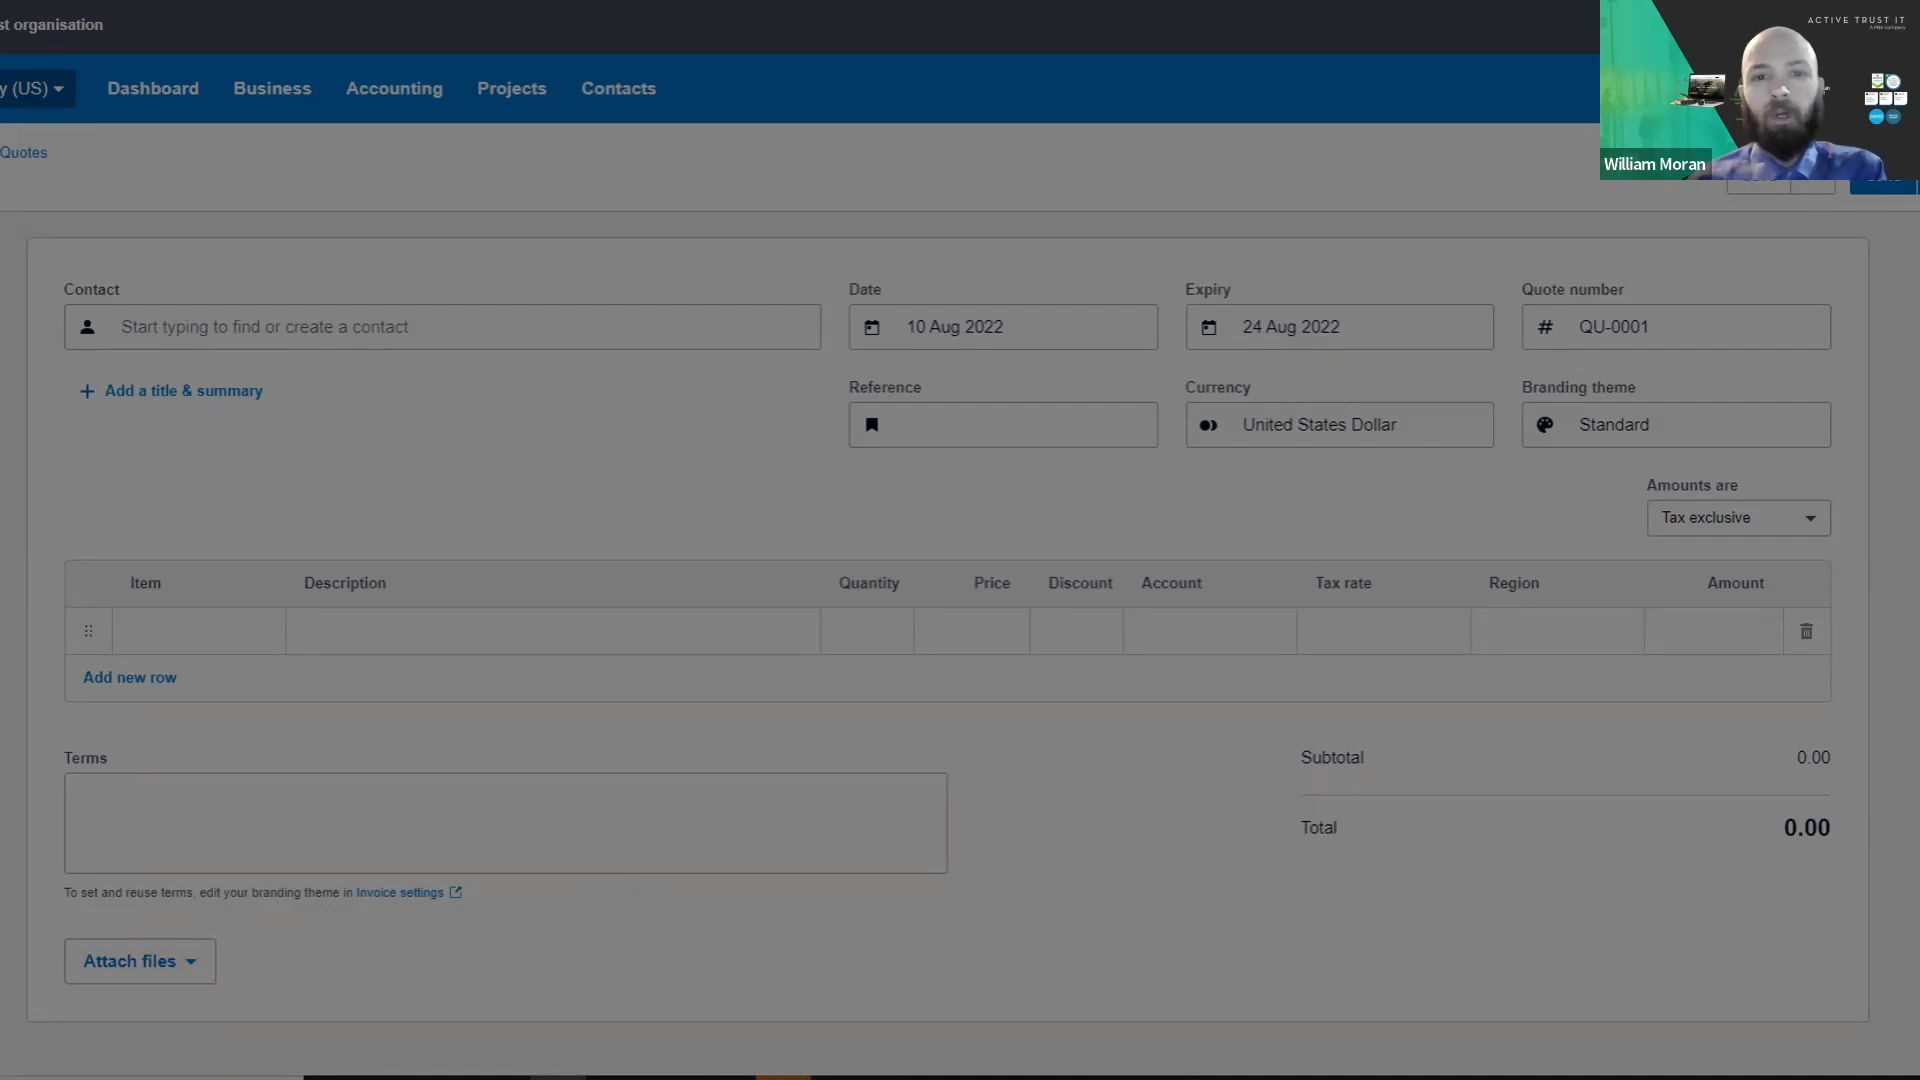 st organisation
ACTIVE TRUST IT
y (US)
Dashboard
Business
Accounting
Projects
Contacts
Quotes
William Moran
Contact
Date
Expiry
Quote number
Start typing to find or create a contact
10 Aug 2022
24 Aug 2022
# QU-0001
+ Add a title & summary
Reference
Currency
Branding theme
United States Dollar
Standard
Amounts are
Tax exclusive
Item
Description
Quantity
Price
Discount
Account
Tax rate
Region
Amount
Add new row
Terms
Subtotal
0.00
Total
0.00
To set and reuse terms, edit your branding theme in Invoice settings
Attach files